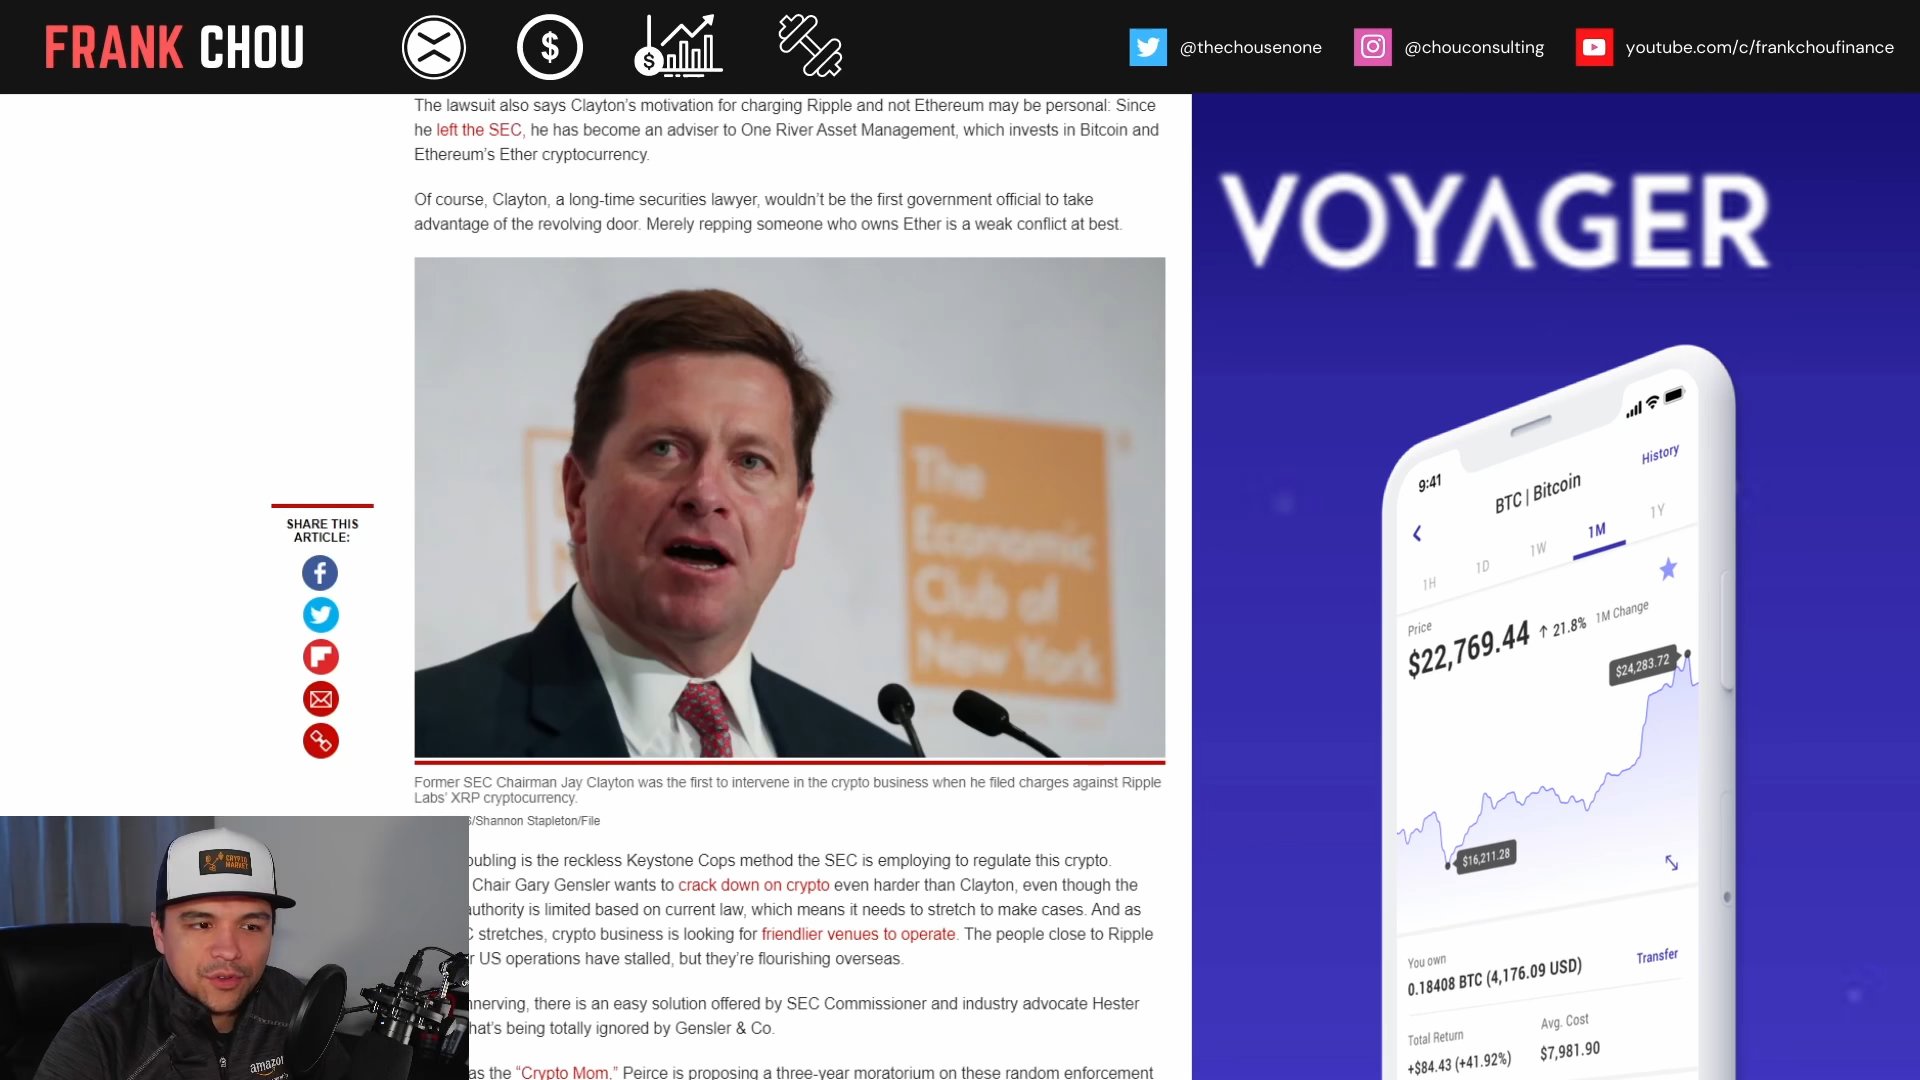 FRANK CHOU
@thechousenone
@chouconsulting
youtube.com/c/frankchoufinance
The lawsuit also says Clayton's motivation for charging Ripple and not Ethereum may be personal: Since
he left the SEC, he has become an adviser to One River Asset Management, which invests in Bitcoin and
Ethereum's Ether cryptocurrency.
Of course, Clayton, a long-time securities lawyer, wouldn't be the first government official to take
advantage of the revolving door. Merely repping someone who owns Ether is a weak conflict at best.
The
Economic
Club of
New York
SHARE THIS
ARTICLE:
Former SEC Chairman Jay Clayton was the first to intervene in the crypto business when he filed charges against Ripple
Labs' XRP cryptocurrency.
/Shannon Stapleton/File
oubling is the reckless Keystone Cops method the SEC is employing to regulate this crypto.
Chair Gary Gensler wants to crack down on crypto even harder than Clayton, even though the
authority is limited based on current law, which means it needs to stretch to make cases. And as
stretches, crypto business is looking for friendlier venues to operate. The people close to Ripple
US operations have stalled, but they're flourishing overseas.
nnerving, there is an easy solution offered by SEC Commissioner and industry advocate Hester
hat's being totally ignored by Gensler & Co.
as the "Crypto Mom," Peirce is proposing a three-year moratorium on these random enforcement
CRYPTO
MARKET
amazon
VOYAGER
9:41
History
BTC | Bitcoin
1H 1D 1W 1M 1Y
Price
$22,769.44 ↑ 21.8% 1M Change
$24,283.72
$16,211.28
You own
0.18408 BTC (4,176.09 USD)
Transfer
Total Return
+$84.43 (+41.92%)
Avg. Cost
$7,981.90